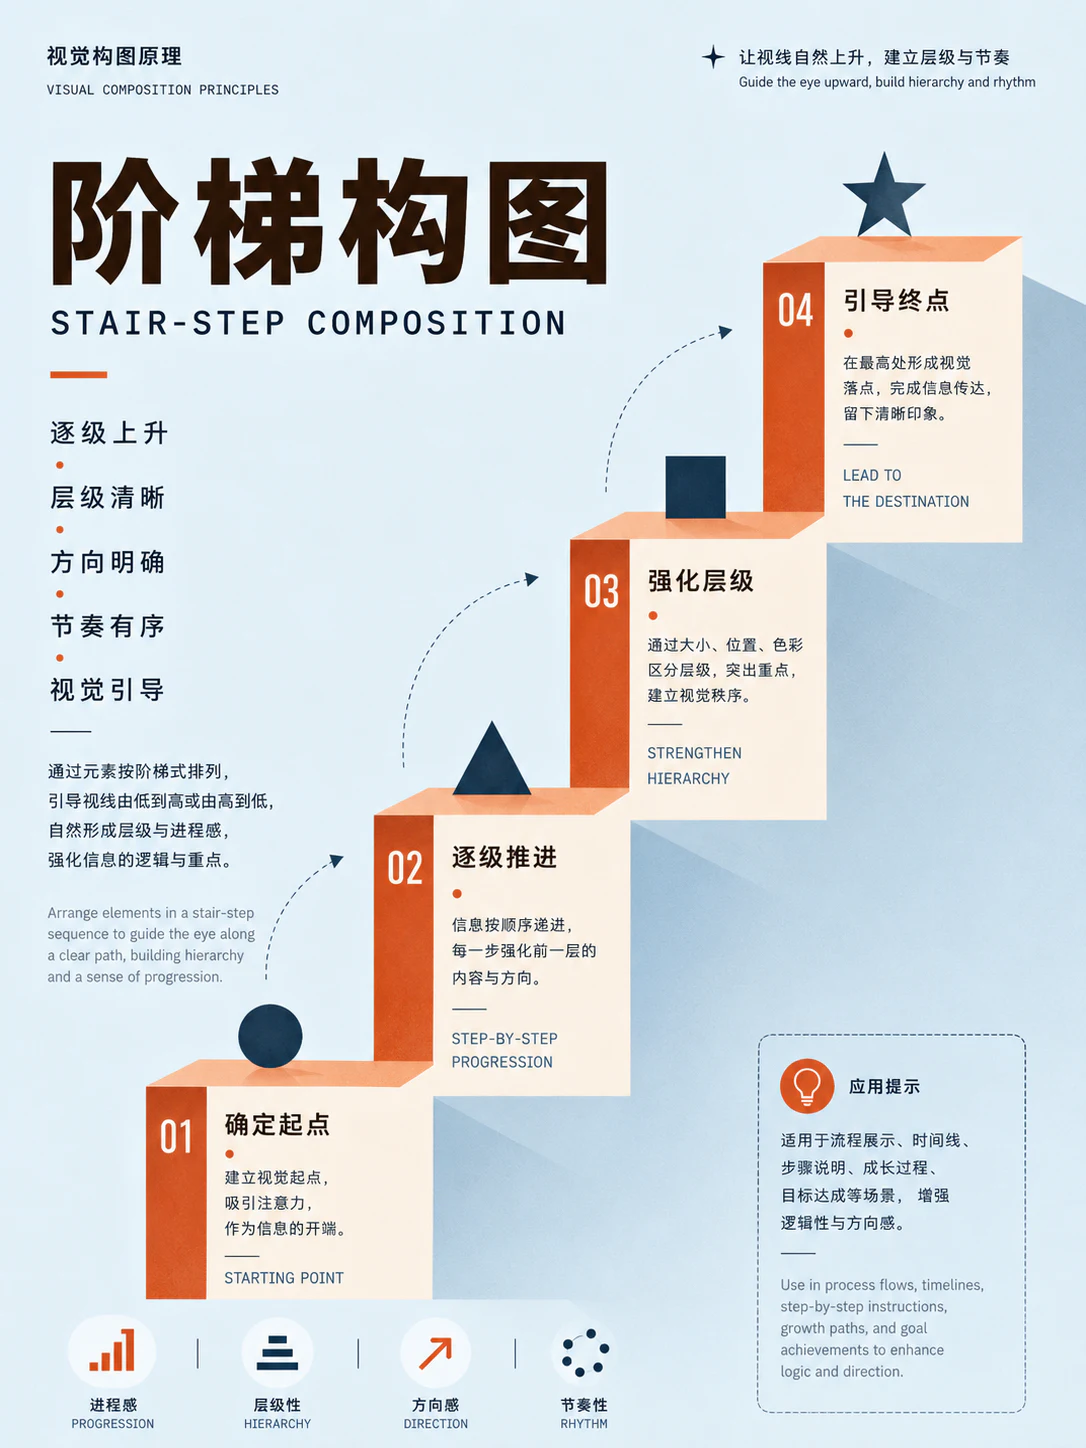 视觉构图原理
VISUAL COMPOSITION PRINCIPLES
让视线自然上升，建立层级与节奏
Guide the eye upward, build hierarchy and rhythm
阶梯构图
STAIR-STEP COMPOSITION
逐级上升
层级清晰
方向明确
节奏有序
视觉引导
通过元素按阶梯式排列，
引导视线由低到高或由高到低，
自然形成层级与进程感，
强化信息的逻辑与重点。
Arrange elements in a stair-step
sequence to guide the eye along
a clear path, building hierarchy
and a sense of progression.
04
引导终点
在最高处形成视觉
落点，完成信息传达，
留下清晰印象。
LEAD TO
THE DESTINATION
03
强化层级
通过大小、位置、色彩
区分层级，突出重点，
建立视觉秩序。
STRENGTHEN
HIERARCHY
02
逐级推进
信息按顺序递进，
每一步强化前一层的
内容与方向。
STEP-BY-STEP
PROGRESSION
01
确定起点
建立视觉起点，
吸引注意力，
作为信息的开端。
STARTING POINT
应用提示
适用于流程展示、时间线、
步骤说明、成长过程、
目标达成等场景， 增强
逻辑性与方向感。
Use in process flows, timelines,
step-by-step instructions,
growth paths, and goal
achievements to enhance
logic and direction.
进程感
PROGRESSION
层级性
HIERARCHY
方向感
DIRECTION
节奏性
RHYTHM